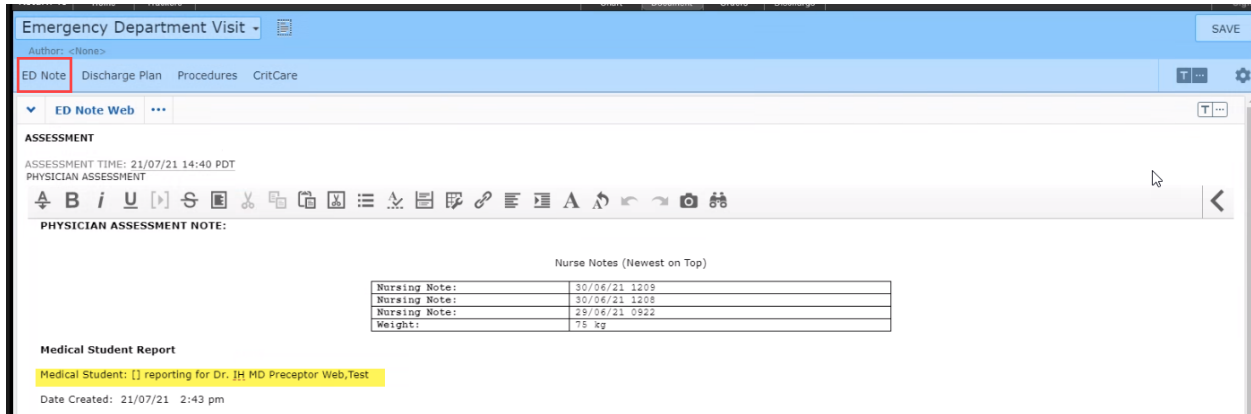 Emergency Department Visit
SAVE
Author: <None>
ED Note Discharge Plan Procedures CritCare
ED Note Web
ASSESSMENT
ASSESSMENT TIME: 21/07/21 14:40 PDT
PHYSICIAN ASSESSMENT
PHYSICIAN ASSESSMENT NOTE:
Nurse Notes (Newest on Top)
Nursing Note: 30/06/21 1209
Nursing Note: 30/06/21 1208
Nursing Note: 29/06/21 0922
Weight: 75 kg
Medical Student Report
Medical Student: [] reporting for Dr. IH MD Preceptor Web,Test
Date Created: 21/07/21 2:43 pm